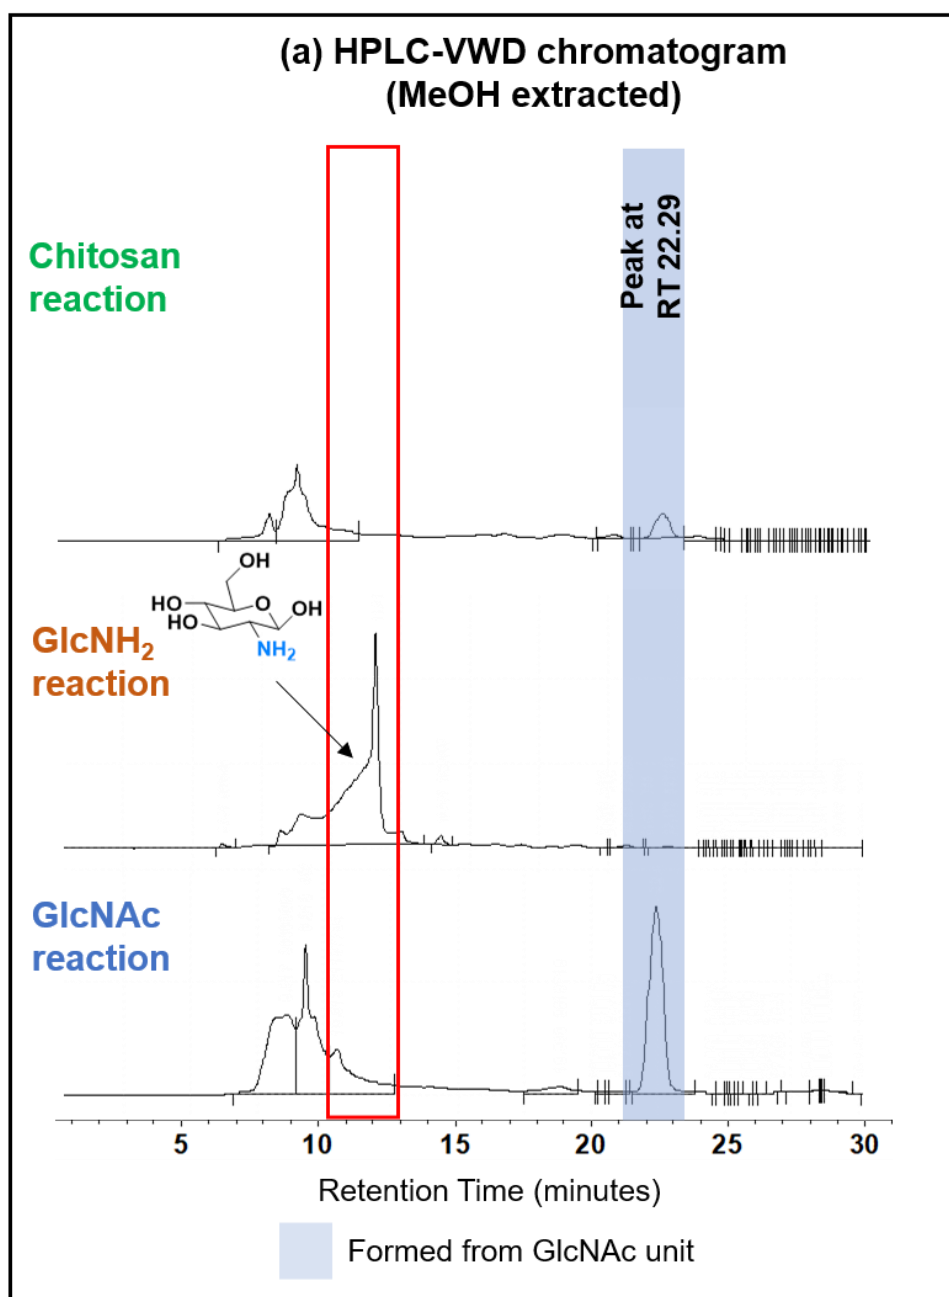 (a) HPLC-VWD chromatogram
(MeOH extracted)
Peak at
RT 22.29
Chitosan
reaction
OH
HO
O
OH
HO
NH₂
GlcNH₂
reaction
GlcNAc
reaction
5 10 15 20 25 30
Retention Time (minutes)
Formed from GlcNAc unit